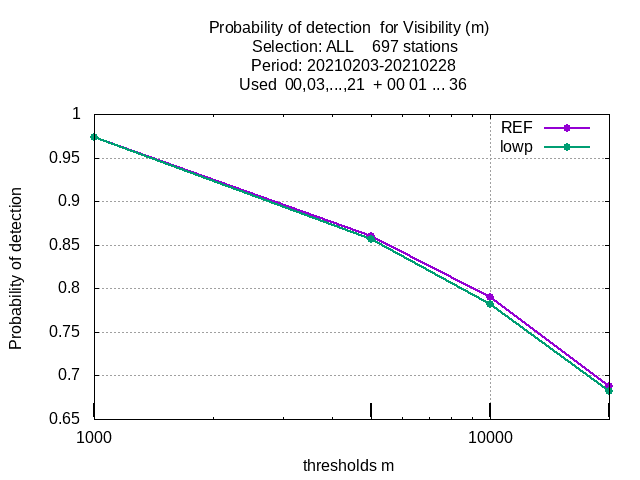 Probability of detection  for Visibility (m)
Selection: ALL    697 stations
Period: 20210203-20210228
Used  00,03,...,21  + 00 01 ... 36
REF
lowp
1
0.95
0.9
0.85
0.8
0.75
0.7
0.65
Probability of detection
1000
10000
thresholds m